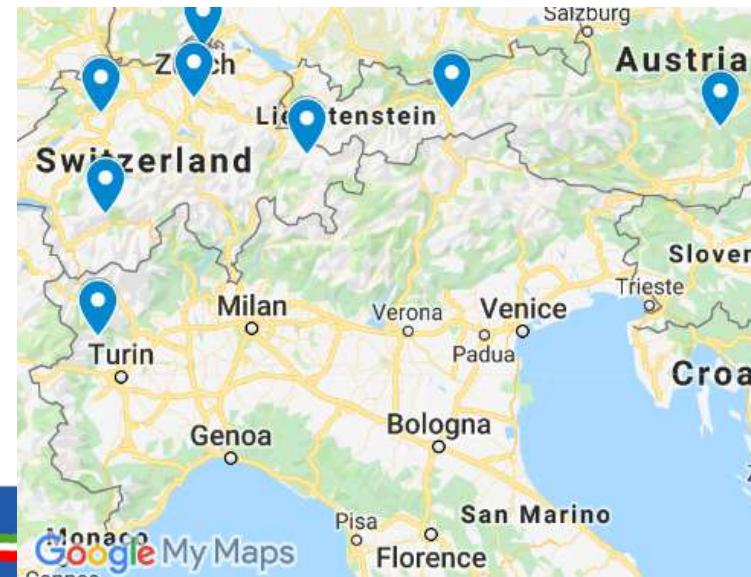 Salzburg
Austria
Liechtenstein
Switzerland
Slover
Trieste
Milan
Verona
Venice
Padua
Turin
Croa
Genoa
Bologna
San Marino
Pisa
Monaco
Google My Maps
Florence